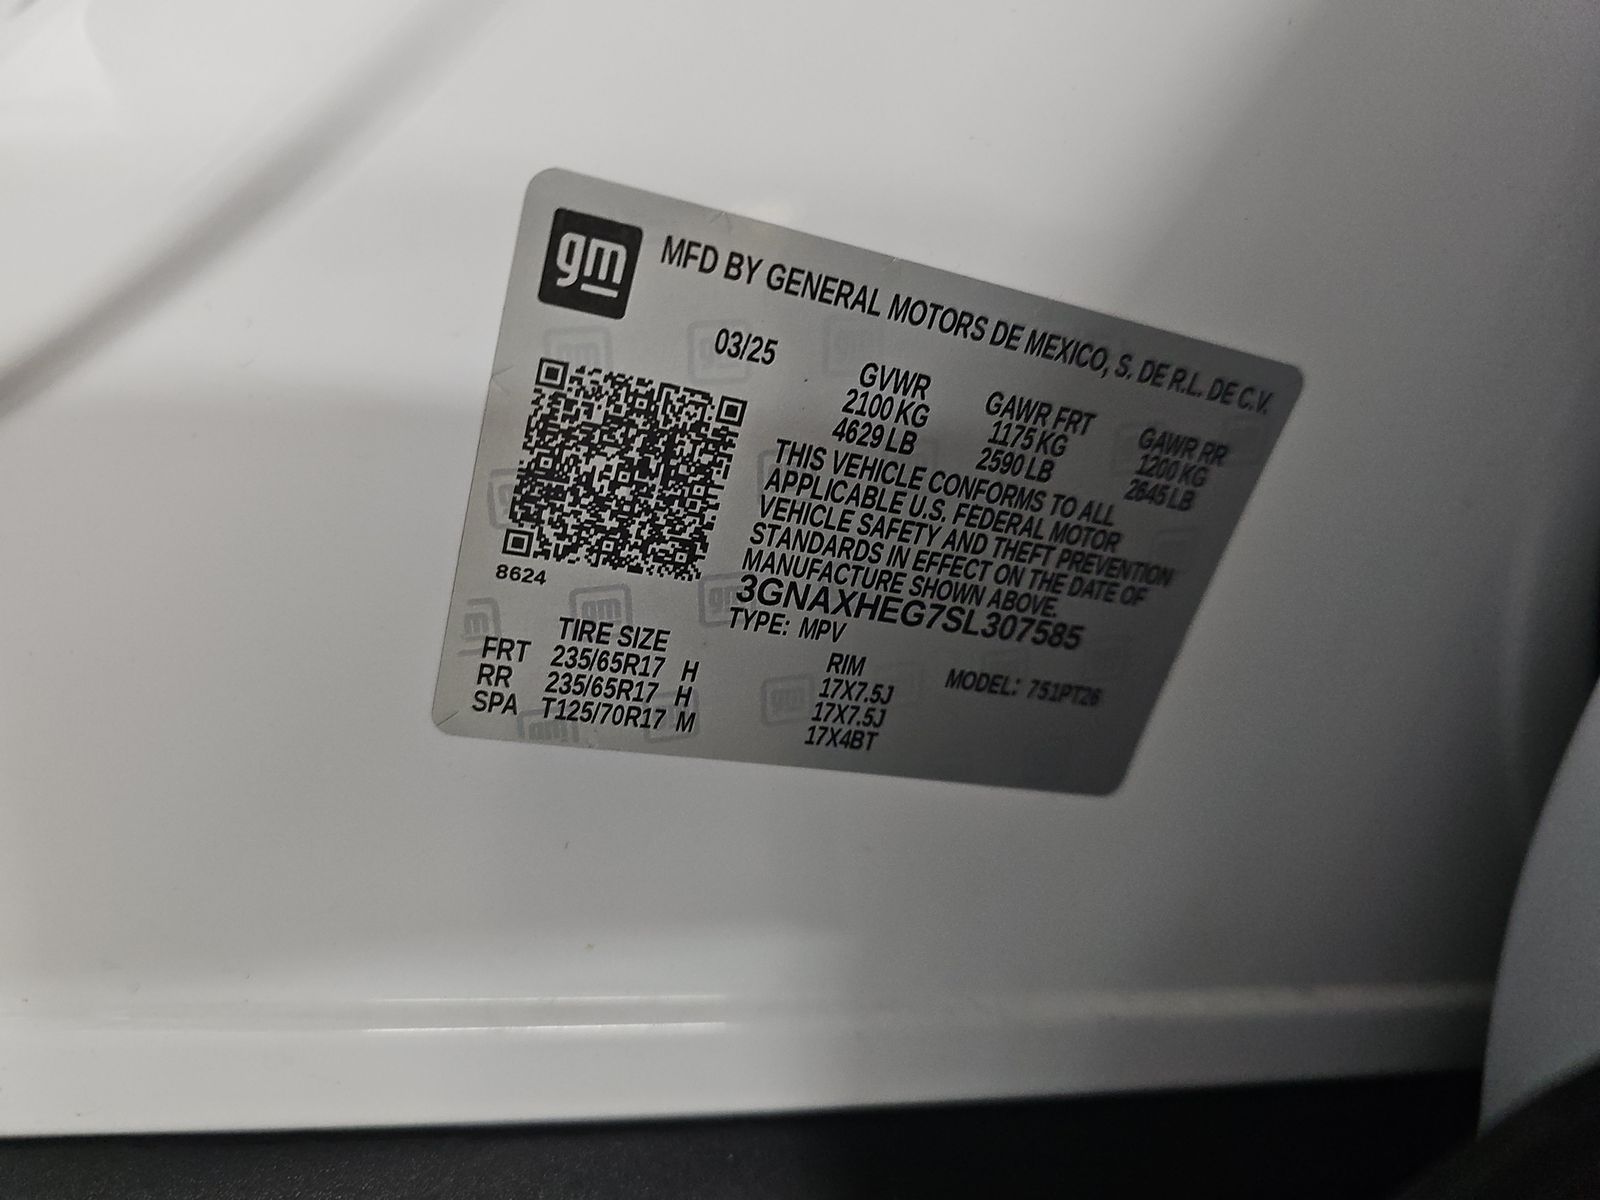 gm
MFD BY GENERAL MOTORS DE MEXICO, S. DE R.L. DE C.V.
03/25
GVWR GAWR FRT GAWR RR
2100 KG 1175 KG 1200 KG
4629 LB 2590 LB 2645 LB
THIS VEHICLE CONFORMS TO ALL
APPLICABLE U.S. FEDERAL MOTOR
VEHICLE SAFETY AND THEFT PREVENTION
STANDARDS IN EFFECT ON THE DATE OF
MANUFACTURE SHOWN ABOVE.
3GNAXHEG7SL307585
8624
TYPE: MPV MODEL: 751PT26
TIRE SIZE RIM
FRT 235/65R17 H 17X7.5J
RR 235/65R17 H 17X7.5J
SPA T125/70R17 M 17X4BT